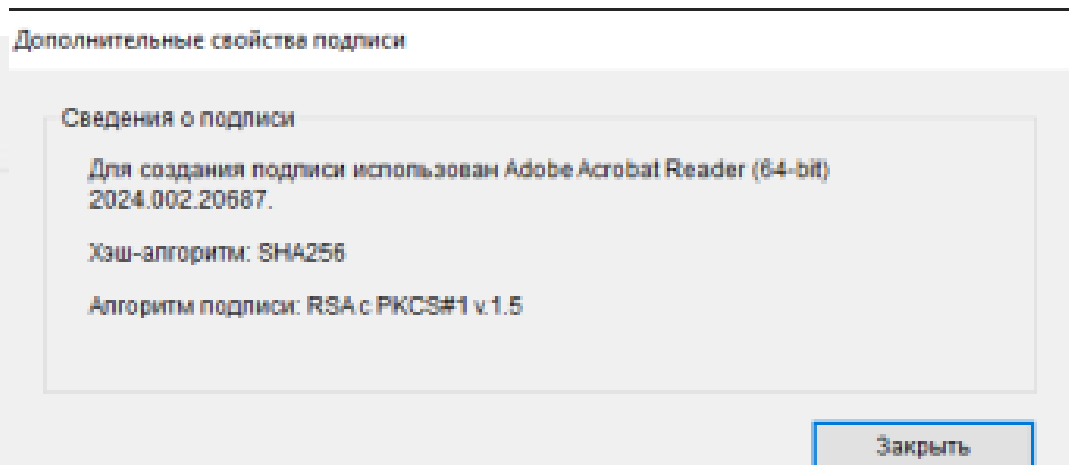 Дополнительные свойства подписи
Сведения о подписи
Для создания подписи использован Adobe Acrobat Reader (64-bit)
2024.002.20687.
Хэш-алгоритм: SHA256
Алгоритм подписи: RSA с PKCS#1 v.1.5
Закрыть